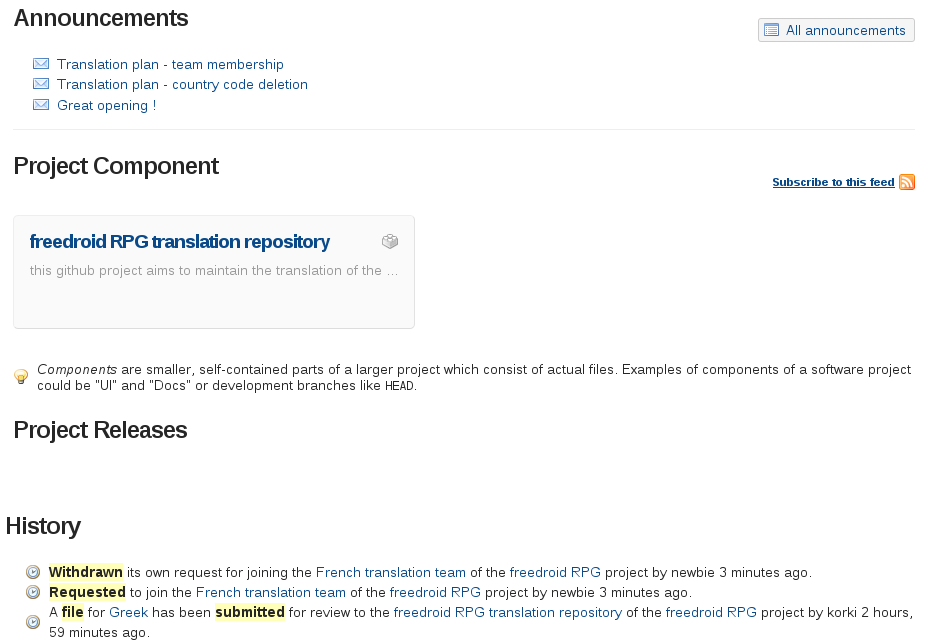 Announcements
All announcements
Translation plan - team membership
Translation plan - country code deletion
Great opening !
Project Component
Subscribe to this feed
freedroid RPG translation repository
this github project aims to maintain the translation of the ...
Components are smaller, self-contained parts of a larger project which consist of actual files. Examples of components of a software project
could be "UI" and "Docs" or development branches like HEAD.
Project Releases
History
Withdrawn its own request for joining the French translation team of the freedroid RPG project by newbie 3 minutes ago.
Requested to join the French translation team of the freedroid RPG project by newbie 3 minutes ago.
A file for Greek has been submitted for review to the freedroid RPG translation repository of the freedroid RPG project by korki 2 hours,
59 minutes ago.